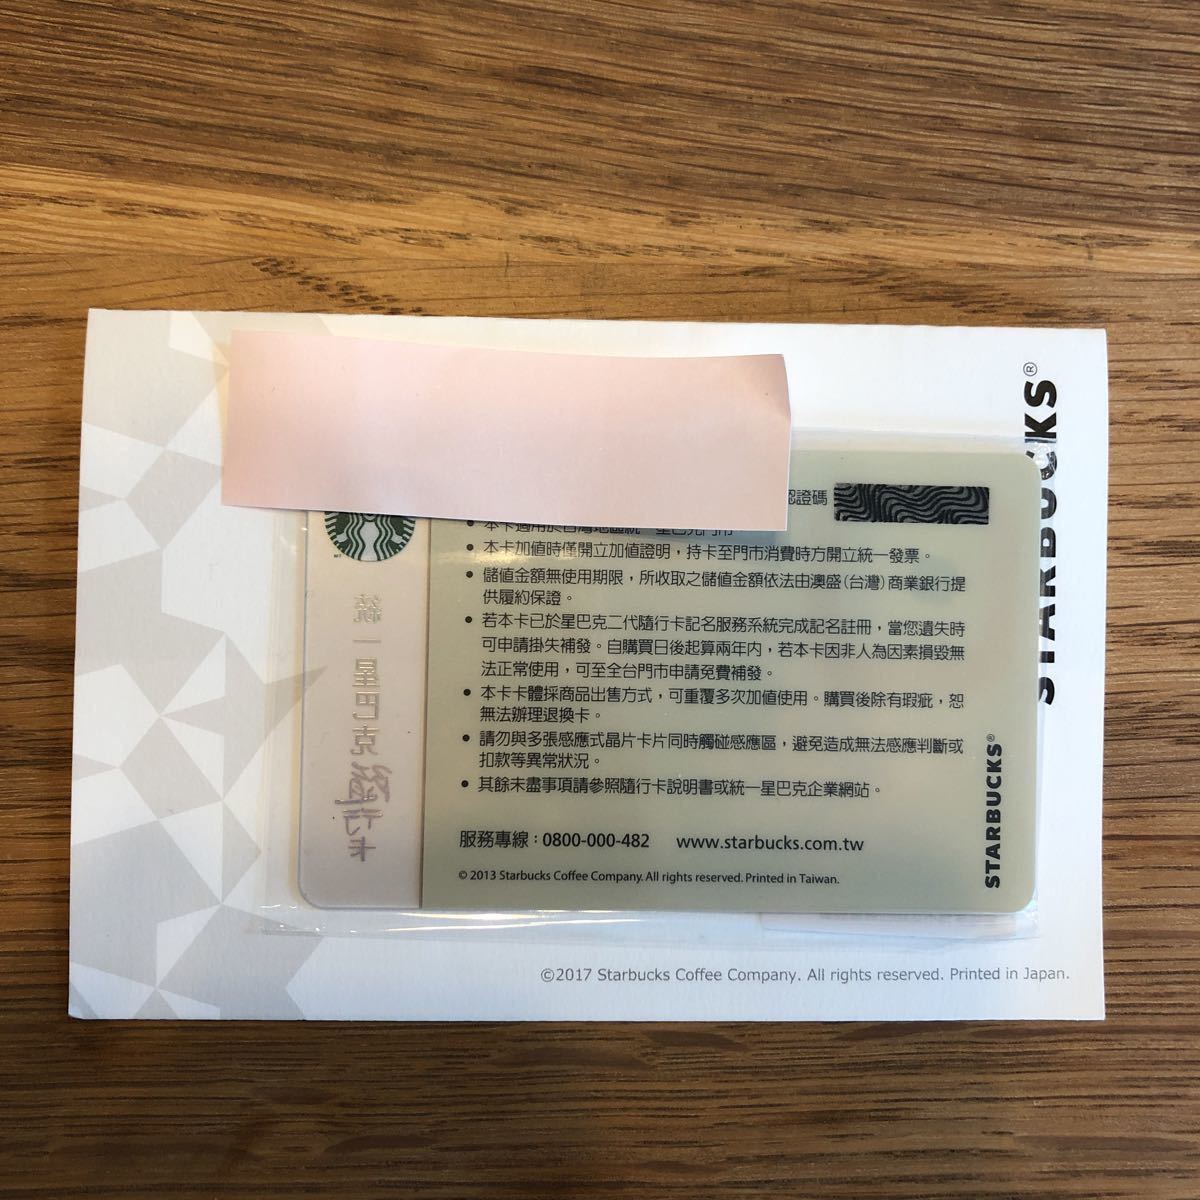 STARBUCKS®
認證碼
本卡適用於台灣地區統一星巴克門市
• 本卡加值時僅開立加值證明，持卡至門市消費時方開立統一發票。
• 儲值金額無使用期限，所收取之儲值金額依法由澳盛(台灣)商業銀行提
供履約保證。
• 若本卡已於星巴克二代隨行卡記名服務系統完成記名註冊，當您遺失時
可申請掛失補發。自購買日後起算兩年內，若本卡因非人為因素損毀無
法正常使用，可至全台門市申請免費補發。
• 本卡卡體採商品出售方式，可重覆多次加值使用。購買後除有瑕疵，恕
無法辦理退換卡。
• 請勿與多張感應式晶片卡片同時觸碰感應區，避免造成無法感應判斷或
扣款等異常狀況。
• 其餘未盡事項請參照隨行卡說明書或統一星巴克企業網站。
服務專線：0800-000-482 www.starbucks.com.tw
© 2013 Starbucks Coffee Company. All rights reserved. Printed in Taiwan.
統一星巴克隨行卡
STARBUCKS®
©2017 Starbucks Coffee Company. All rights reserved. Printed in Japan.